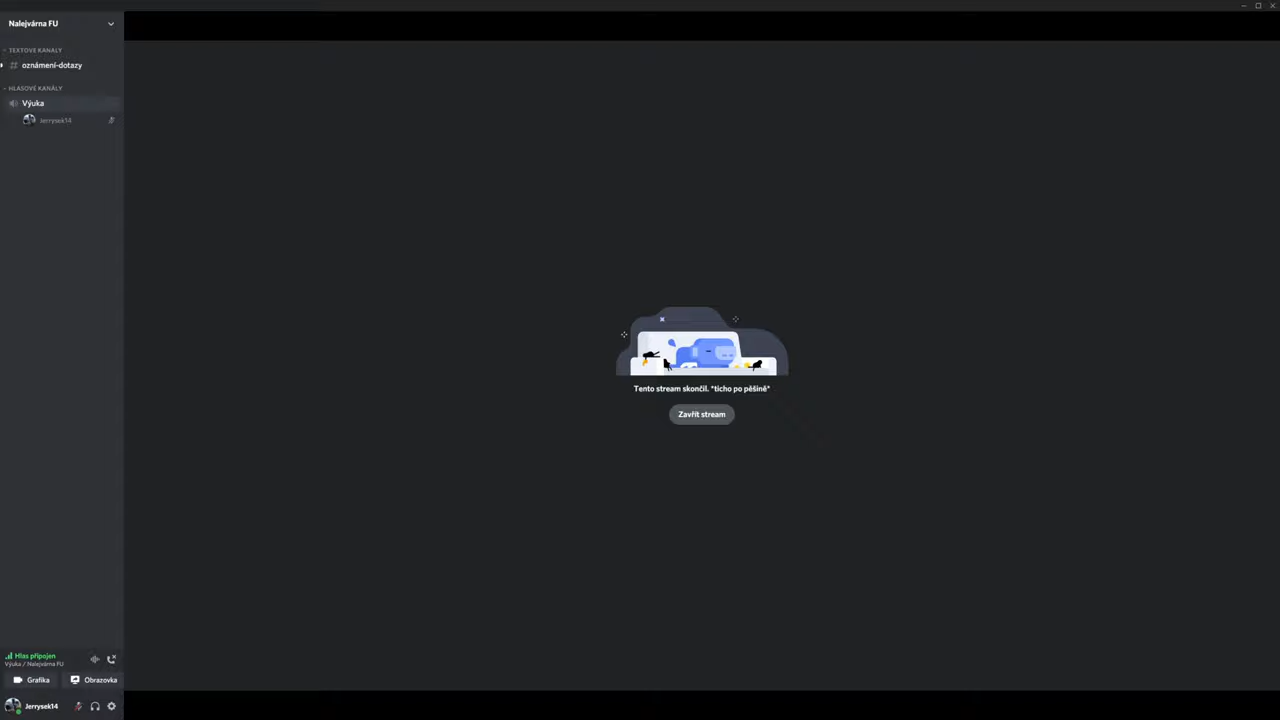 Nalejvárna FU
TEXTOVÉ KANÁLY
oznámení-dotazy
HLASOVÉ KANÁLY
Výuka
Jerrysek14
Tento stream skončil. *ticho po pěšině*
Zavřít stream
Hlas připojen
Výuka / Nalejvárna FU
Grafika
Obrazovka
Jerrysek14